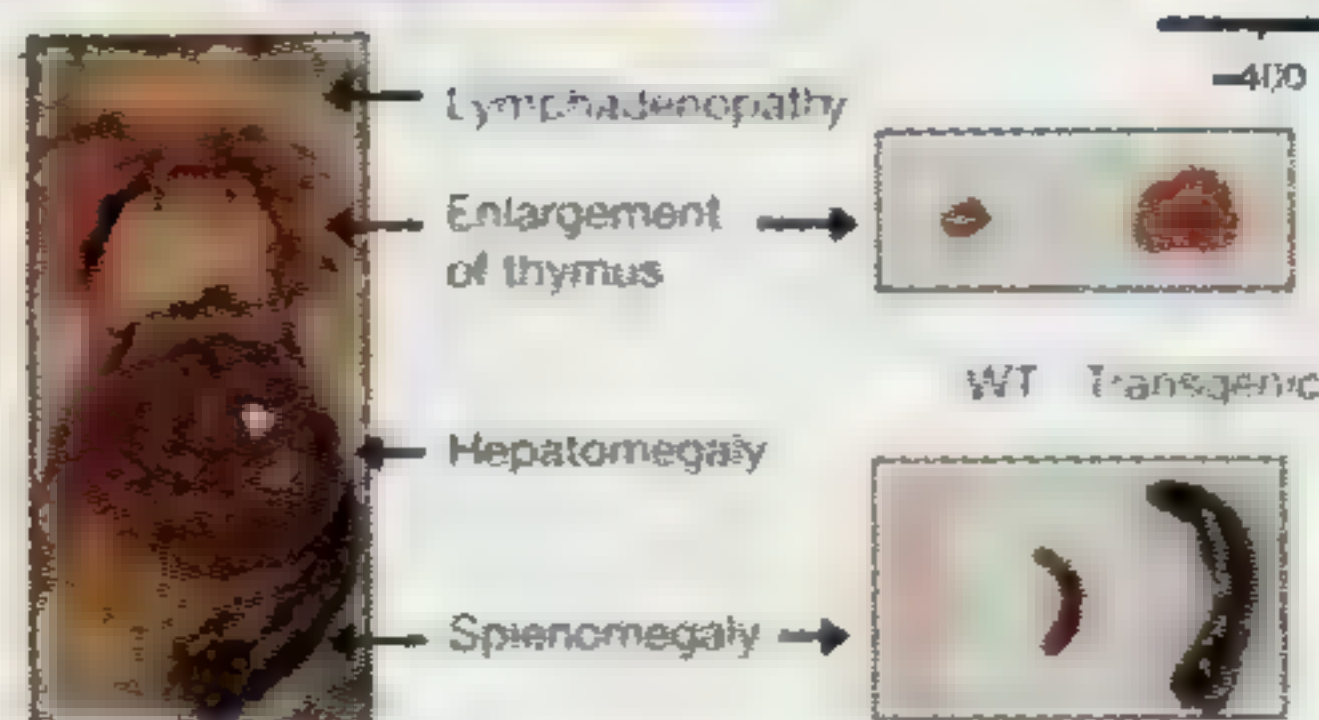 Lymphadenopathy
Enlargement
of thymus
Hepatomegaly
Splenomegaly
WT Transgenic